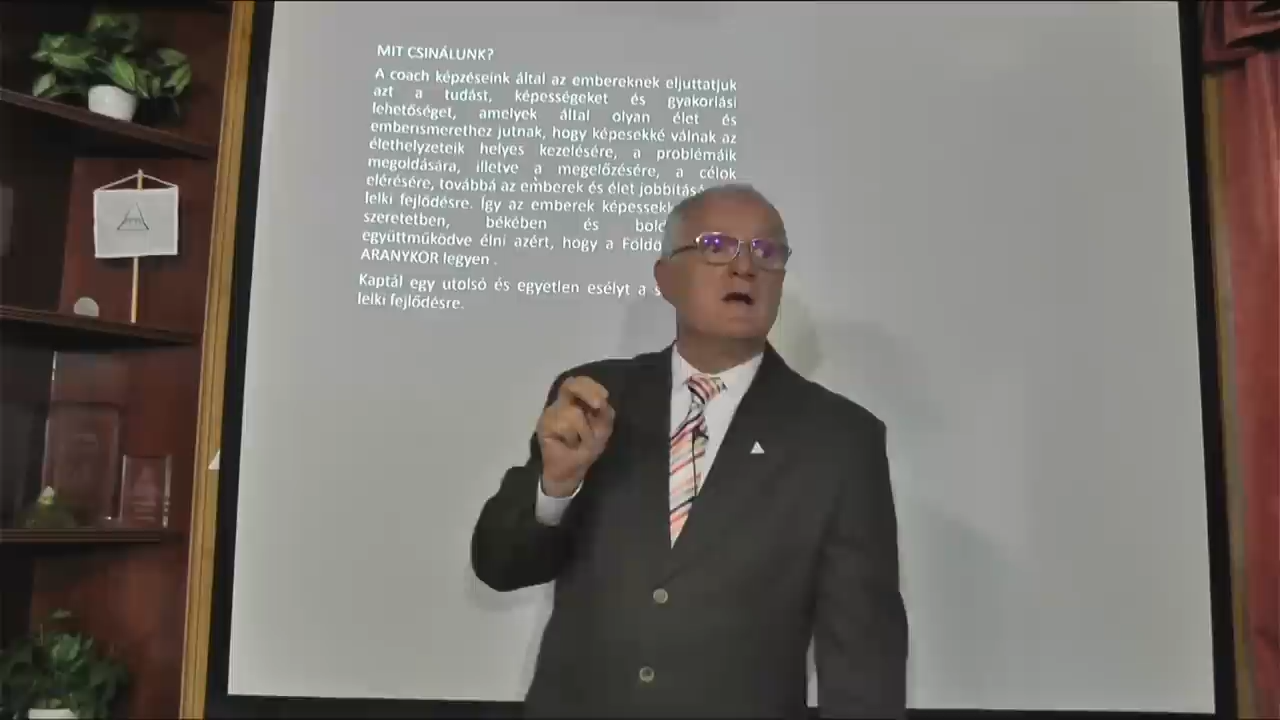 MIT CSINÁLUNK?
A coach képzéseink által az embereknek eljuttatjuk
azt a tudást, képességeket és gyakorlási
lehetőséget, amelyek által olyan élet és
emberismerethez jutnak, hogy képesekké válnak az
élethelyzeteik helyes kezelésére, a problémáik
megoldására, illetve a megelőzésére, a célok
elérésére, továbbá az emberek és élet jobbítás
lelki fejlődésre. Így az emberek képessekk
szeretetben, békében és bold
együttműködve élni azért, hogy a Földö
ARANYKOR legyen .
Kaptál egy utolsó és egyetlen esélyt a s
lelki fejlődésre.